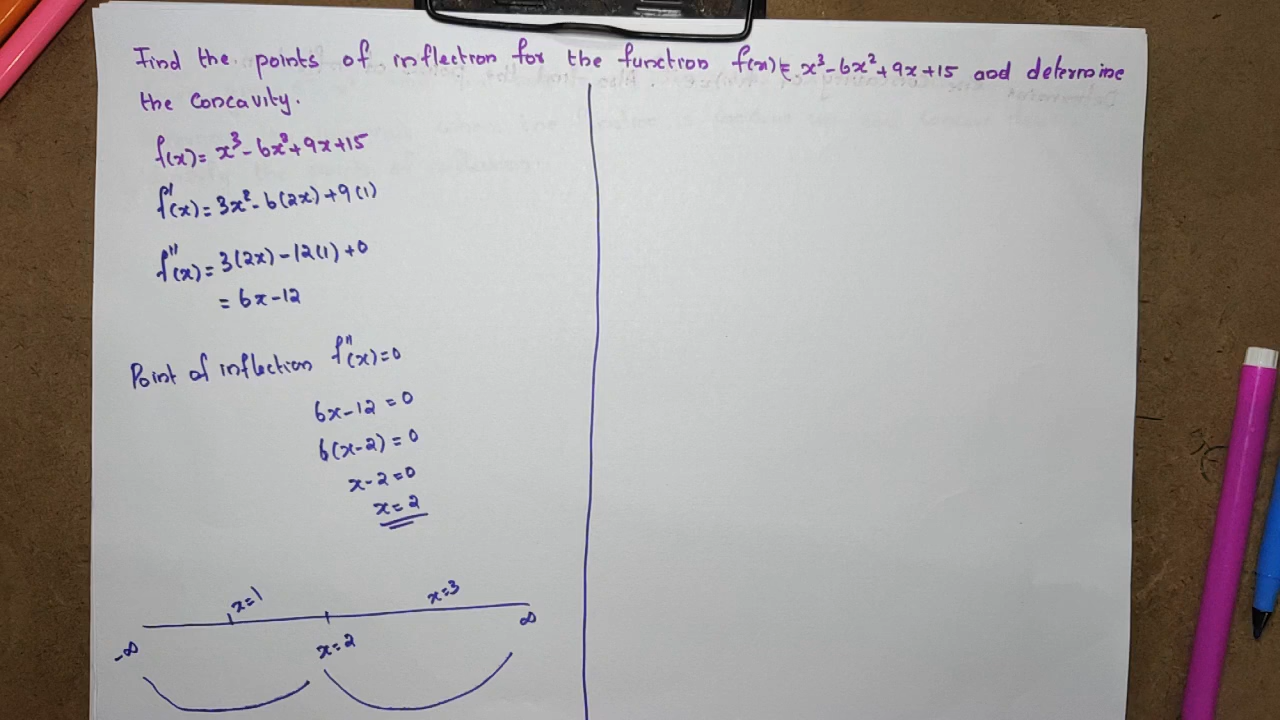 Find the points of inflection for the function f(x)= x³-6x²+9x+15 and determine
the concavity.
f(x)= x³-6x²+9x+15
f'(x)= 3x²-6(2x)+9(1)
f''(x)= 3(2x)-12(1)+0
= 6x-12
Point of inflection f''(x)=0
6x-12=0
6(x-2)=0
x-2=0
x=2
x=1 x=3
-∞ x=2 ∞